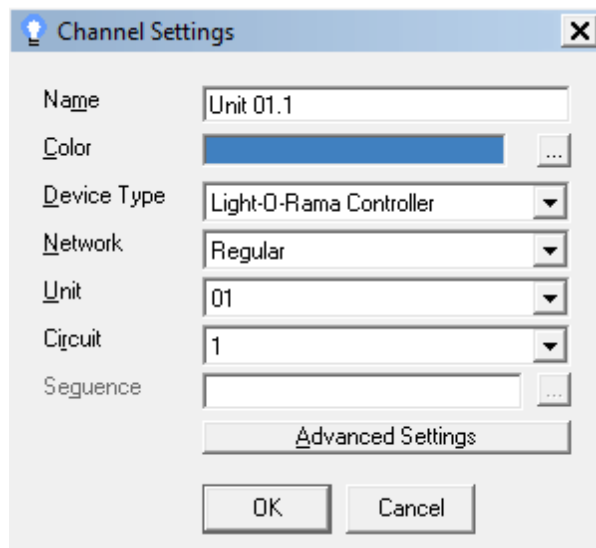 Channel Settings
Name Unit 01.1
Color ...
Device Type Light-O-Rama Controller
Network Regular
Unit 01
Circuit 1
Seguence ...
Advanced Settings
OK Cancel